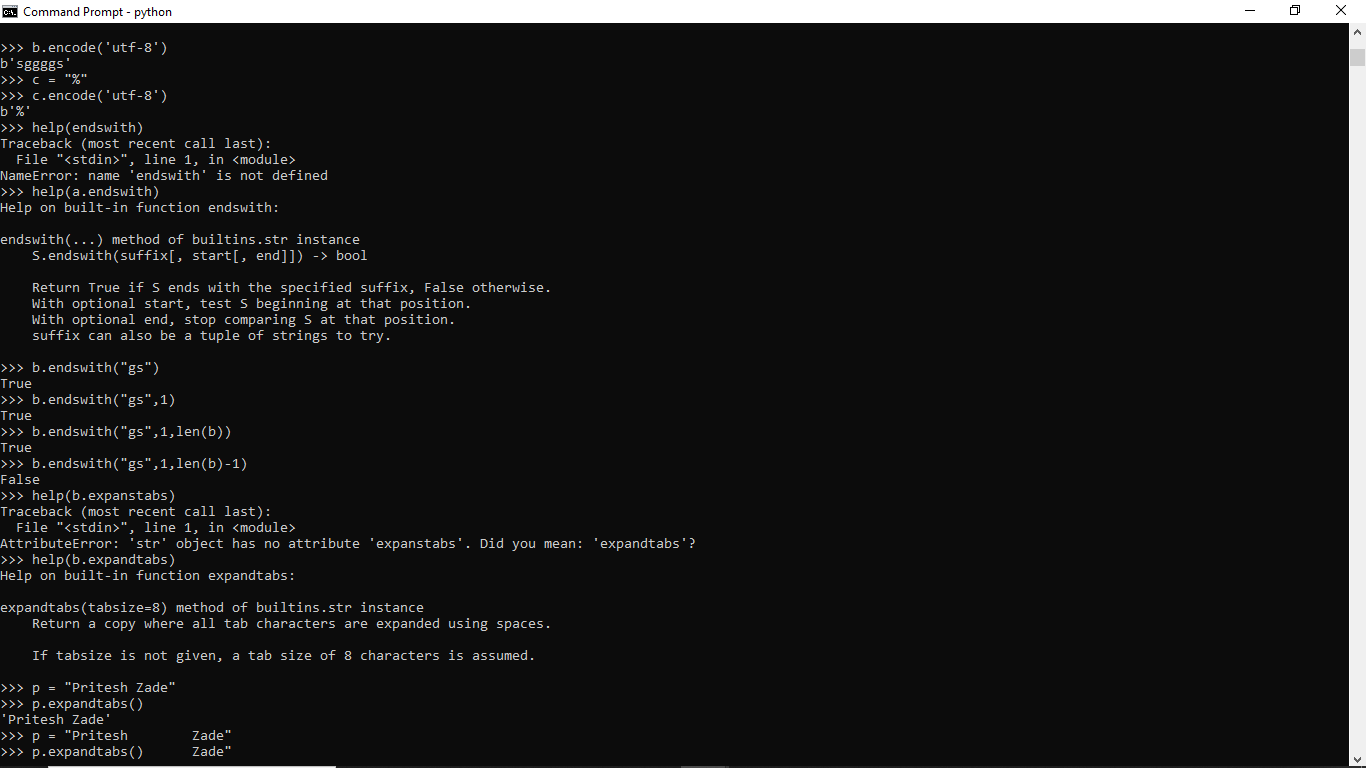 Command Prompt - python
>>> b.encode('utf-8')
b'sggggs'
>>> c = "%"
>>> c.encode('utf-8')
b'%'
>>> help(endswith)
Traceback (most recent call last):
  File "<stdin>", line 1, in <module>
NameError: name 'endswith' is not defined
>>> help(a.endswith)
Help on built-in function endswith:
endswith(...) method of builtins.str instance
    S.endswith(suffix[, start[, end]]) -> bool
    Return True if S ends with the specified suffix, False otherwise.
    With optional start, test S beginning at that position.
    With optional end, stop comparing S at that position.
    suffix can also be a tuple of strings to try.
>>> b.endswith("gs")
True
>>> b.endswith("gs",1)
True
>>> b.endswith("gs",1,len(b))
True
>>> b.endswith("gs",1,len(b)-1)
False
>>> help(b.expanstabs)
Traceback (most recent call last):
  File "<stdin>", line 1, in <module>
AttributeError: 'str' object has no attribute 'expanstabs'. Did you mean: 'expandtabs'?
>>> help(b.expandtabs)
Help on built-in function expandtabs:
expandtabs(tabsize=8) method of builtins.str instance
    Return a copy where all tab characters are expanded using spaces.
    If tabsize is not given, a tab size of 8 characters is assumed.
>>> p = "Pritesh Zade"
>>> p.expandtabs()
'Pritesh Zade'
>>> p = "Pritesh        Zade"
>>> p.expandtabs()      Zade"